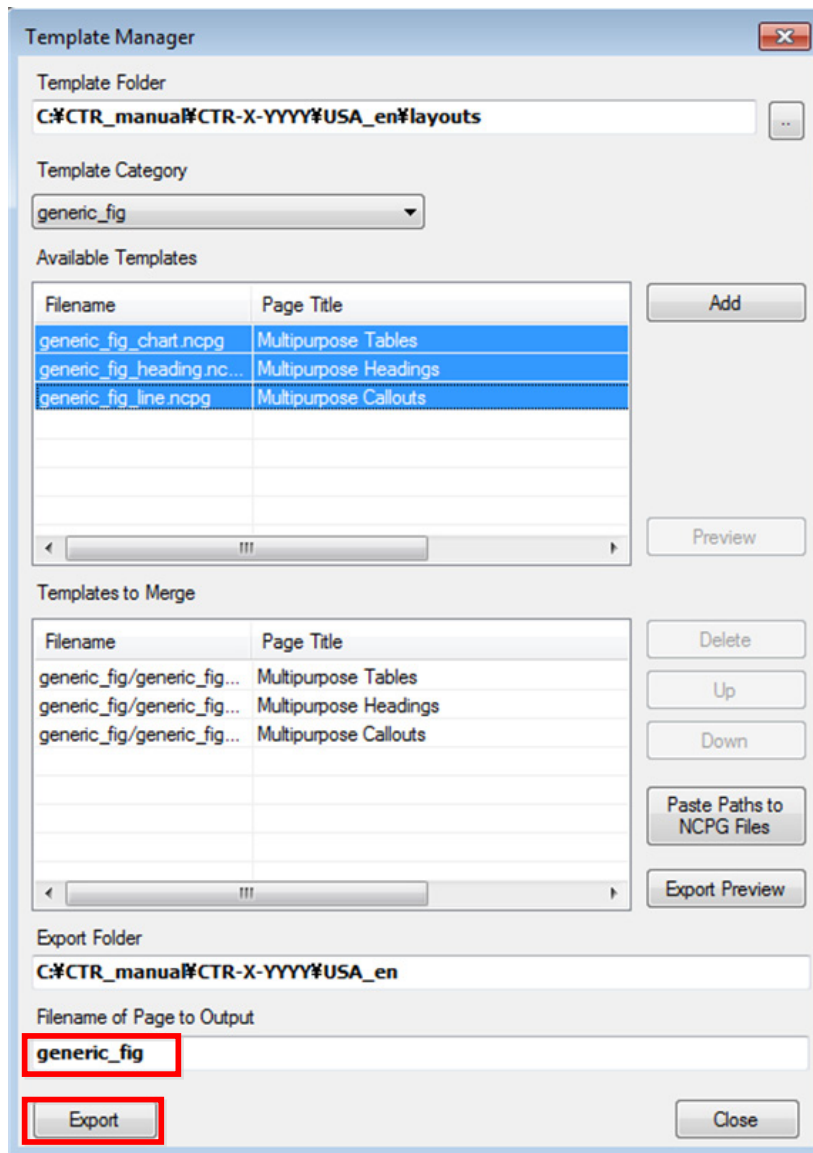 Template Manager
Template Folder
C:¥CTR_manual¥CTR-X-YYYY¥USA_en¥layouts
..
Template Category
generic_fig
Available Templates
Filename Page Title
Add
generic_fig_chart.ncpg Multipurpose Tables
generic_fig_heading.nc... Multipurpose Headings
generic_fig_line.ncpg Multipurpose Callouts
Preview
Templates to Merge
Filename Page Title
Delete
generic_fig/generic_fig... Multipurpose Tables
Up
generic_fig/generic_fig... Multipurpose Headings
generic_fig/generic_fig... Multipurpose Callouts
Down
Paste Paths to
NCPG Files
Export Preview
Export Folder
C:¥CTR_manual¥CTR-X-YYYY¥USA_en
Filename of Page to Output
generic_fig
Export Close